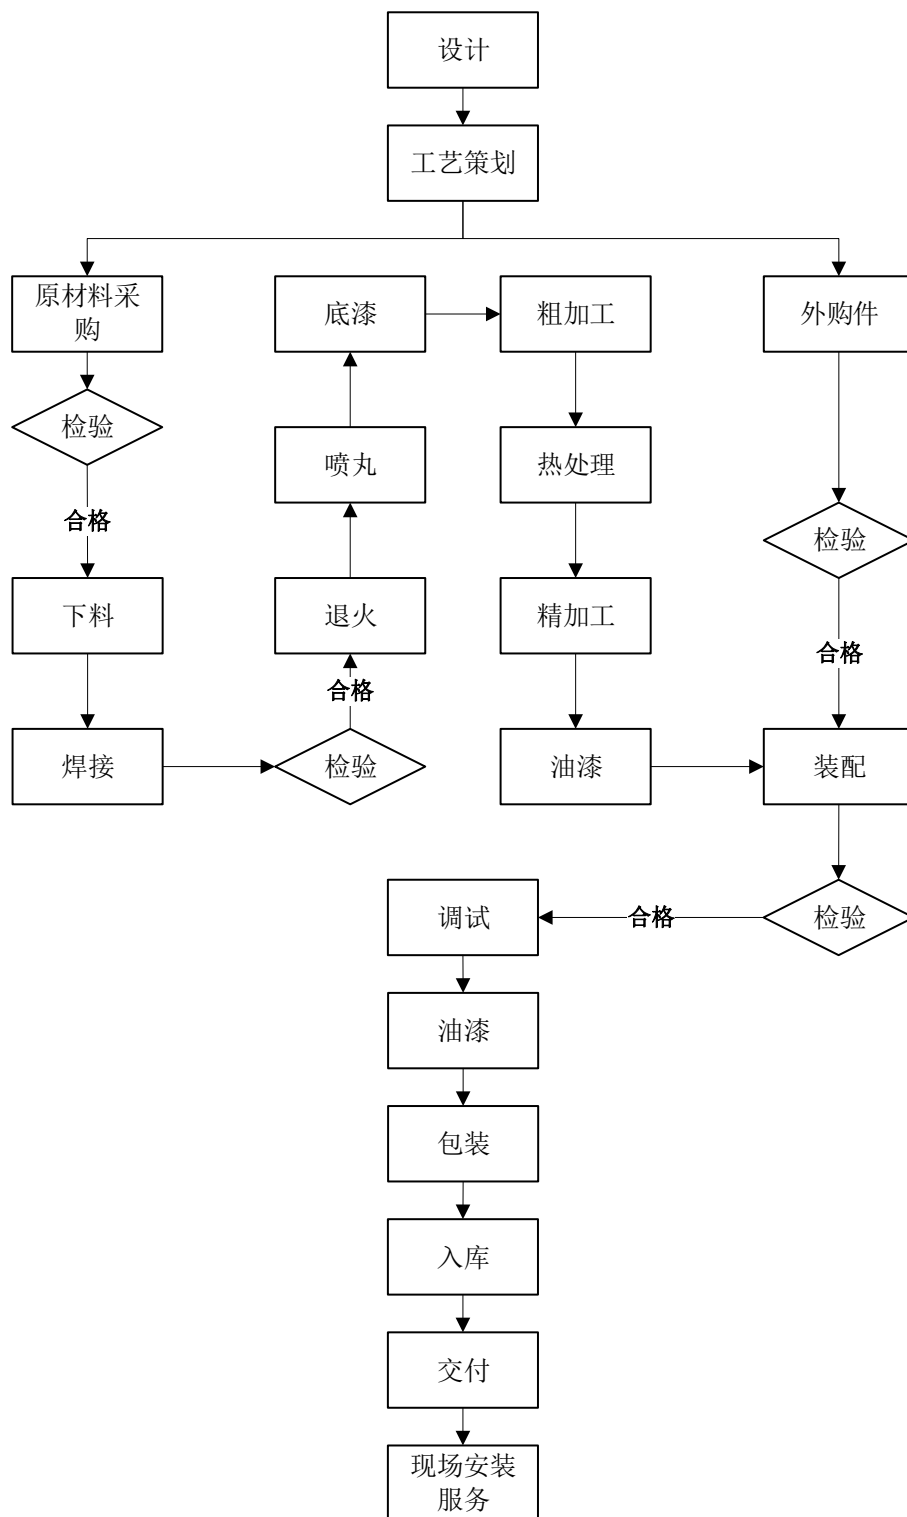 设计
工艺策划
原材料采
购
底漆
粗加工
外购件
检验
喷丸
热处理
合格
检验
下料
退火
精加工
合格
合格
焊接
检验
油漆
装配
调试
合格
检验
油漆
包装
入库
交付
现场安装
服务